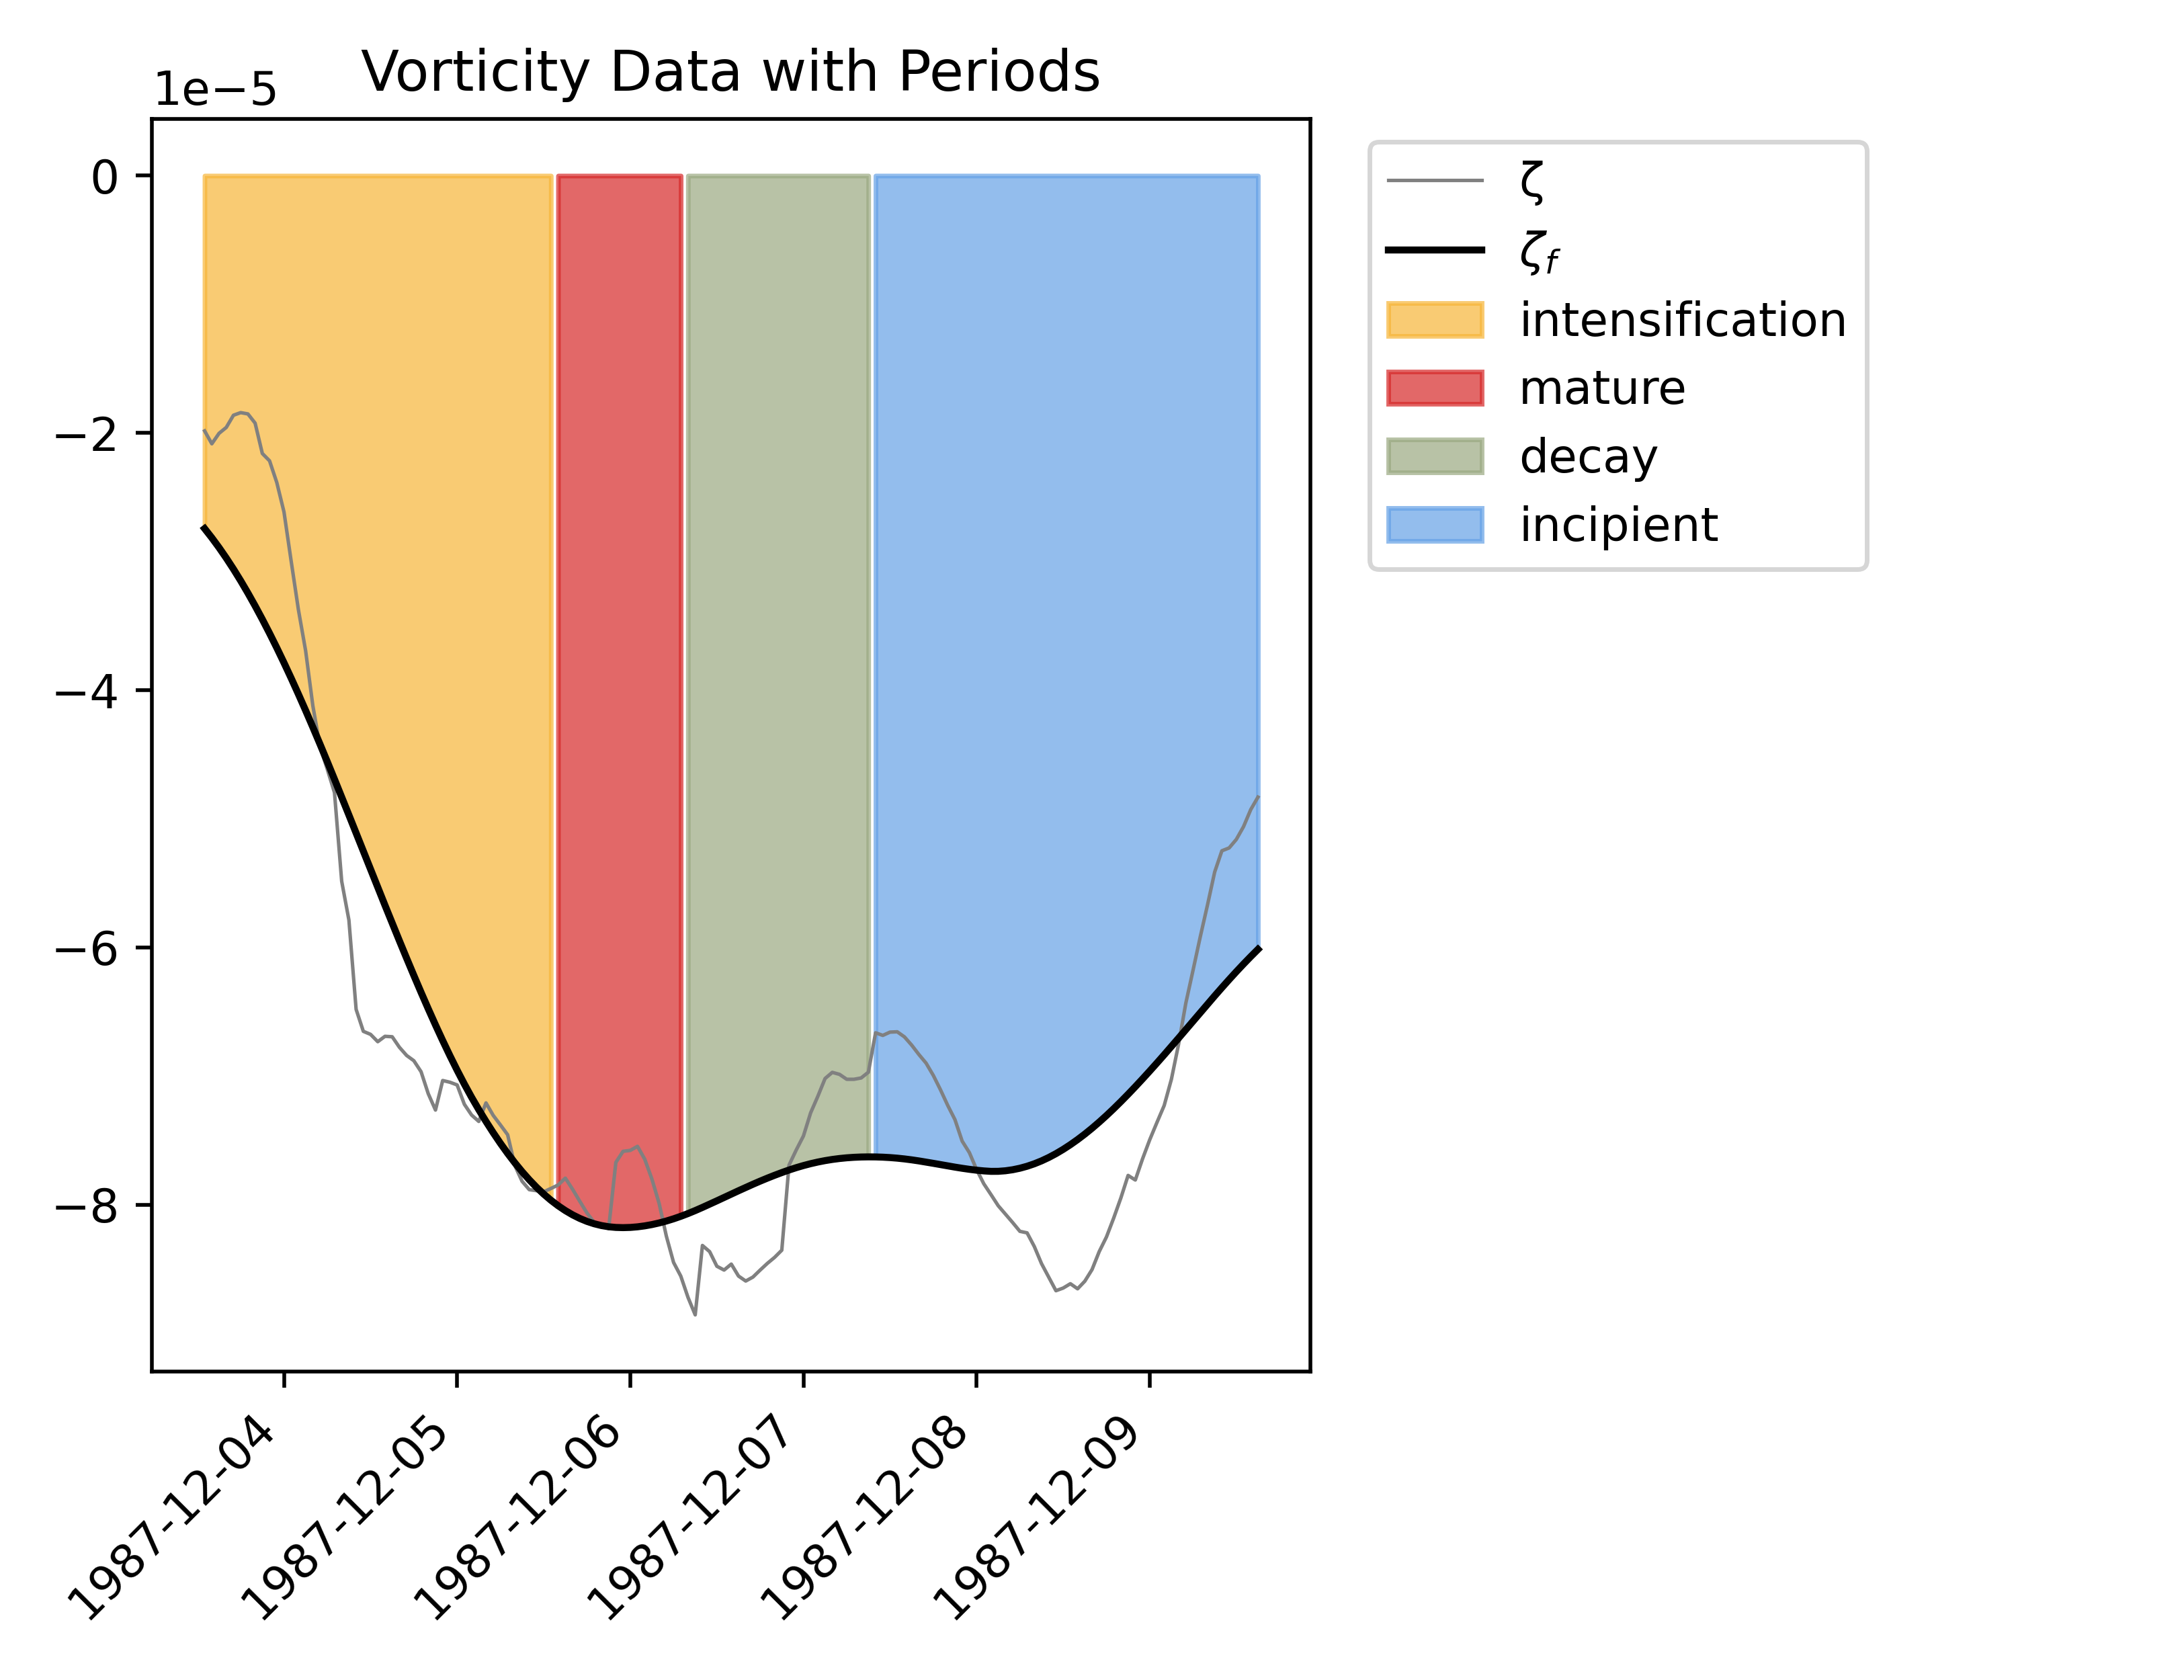 Vorticity Data with Periods
1e−5
0
−2
−4
−6
−8
1987-12-04
1987-12-05
1987-12-06
1987-12-07
1987-12-08
1987-12-09
ζ
ζf
intensification
mature
decay
incipient